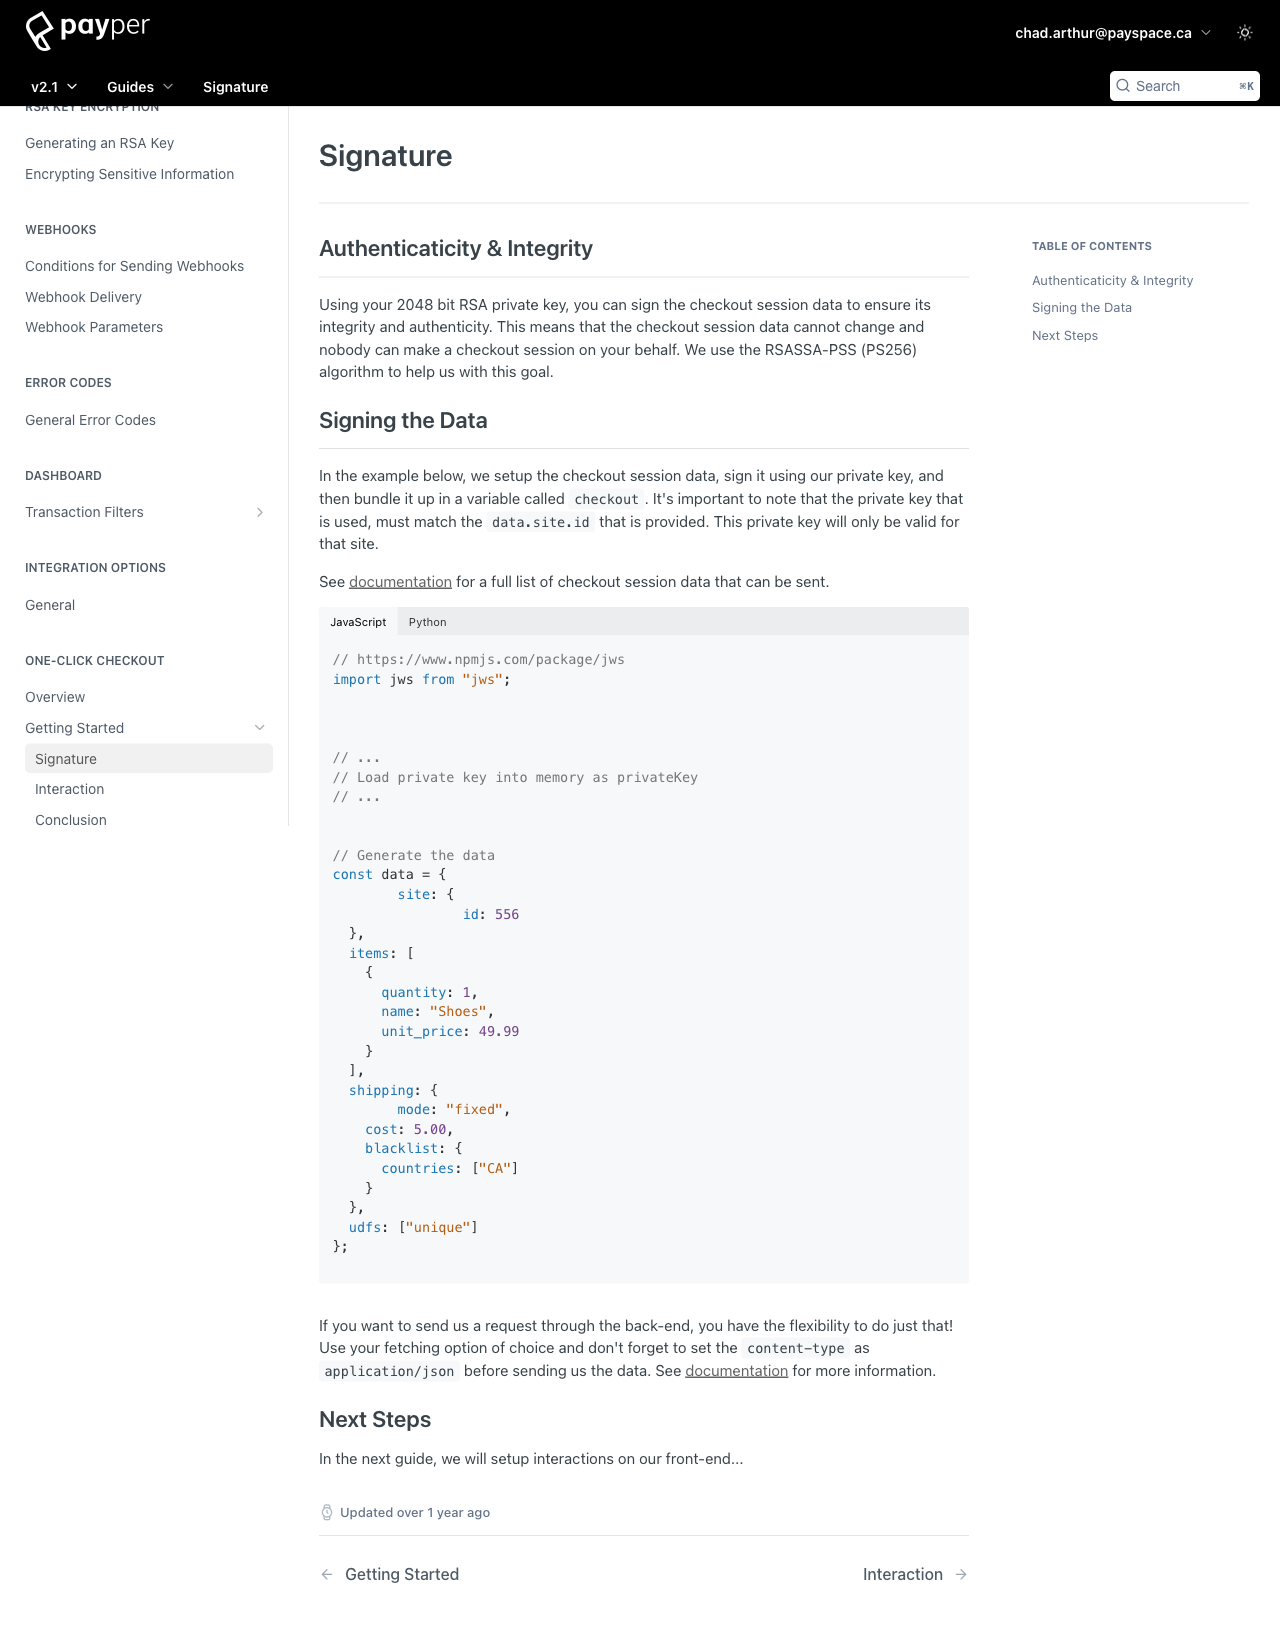 payper
chad.arthur@payspace.ca
v2.1 Guides Signature
Search ⌘K
RSA KEY ENCRYPTION
Generating an RSA Key
Encrypting Sensitive Information
WEBHOOKS
Conditions for Sending Webhooks
Webhook Delivery
Webhook Parameters
ERROR CODES
General Error Codes
DASHBOARD
Transaction Filters
INTEGRATION OPTIONS
General
ONE-CLICK CHECKOUT
Overview
Getting Started
Signature
Interaction
Conclusion
Signature
Authenticaticity & Integrity
Using your 2048 bit RSA private key, you can sign the checkout session data to ensure its
integrity and authenticity. This means that the checkout session data cannot change and
nobody can make a checkout session on your behalf. We use the RSASSA-PSS (PS256)
algorithm to help us with this goal.
Signing the Data
In the example below, we setup the checkout session data, sign it using our private key, and
then bundle it up in a variable called checkout . It's important to note that the private key that
is used, must match the data.site.id that is provided. This private key will only be valid for
that site.
See documentation for a full list of checkout session data that can be sent.
JavaScript Python
// https://www.npmjs.com/package/jws
import jws from "jws";
// ...
// Load private key into memory as privateKey
// ...
// Generate the data
const data = {
site: {
id: 556
},
items: [
{
quantity: 1,
name: "Shoes",
unit_price: 49.99
}
],
shipping: {
mode: "fixed",
cost: 5.00,
blacklist: {
countries: ["CA"]
}
},
udfs: ["unique"]
};
If you want to send us a request through the back-end, you have the flexibility to do just that!
Use your fetching option of choice and don't forget to set the content-type as
application/json before sending us the data. See documentation for more information.
Next Steps
In the next guide, we will setup interactions on our front-end...
Updated over 1 year ago
← Getting Started
Interaction →
TABLE OF CONTENTS
Authenticaticity & Integrity
Signing the Data
Next Steps